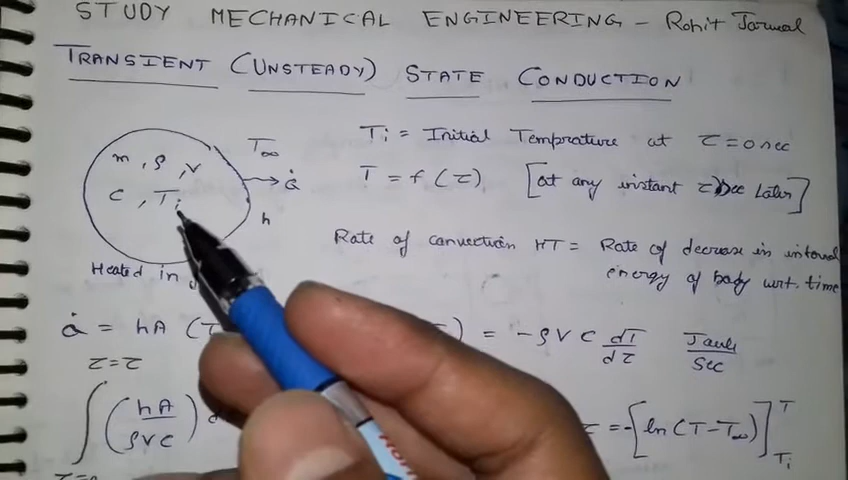 STUDY MECHANICAL ENGINEERING - Rohit Jarwal
TRANSIENT (UNSTEADY) STATE CONDUCTION
m, ρ, V
C, Ti
T∞
Q̇
h
Heated in
Ti = Initial Temprature at τ = 0 sec
T = f(τ) [at any instant τ sec Later]
Rate of convection HT = Rate of decrease in internal
energy of body wrt. time
Q̇ = hA (T ) = -ρVC dT/dτ Joule/Sec
τ=τ
∫ (hA/ρVC) = -[ln(T-T∞)] T Ti